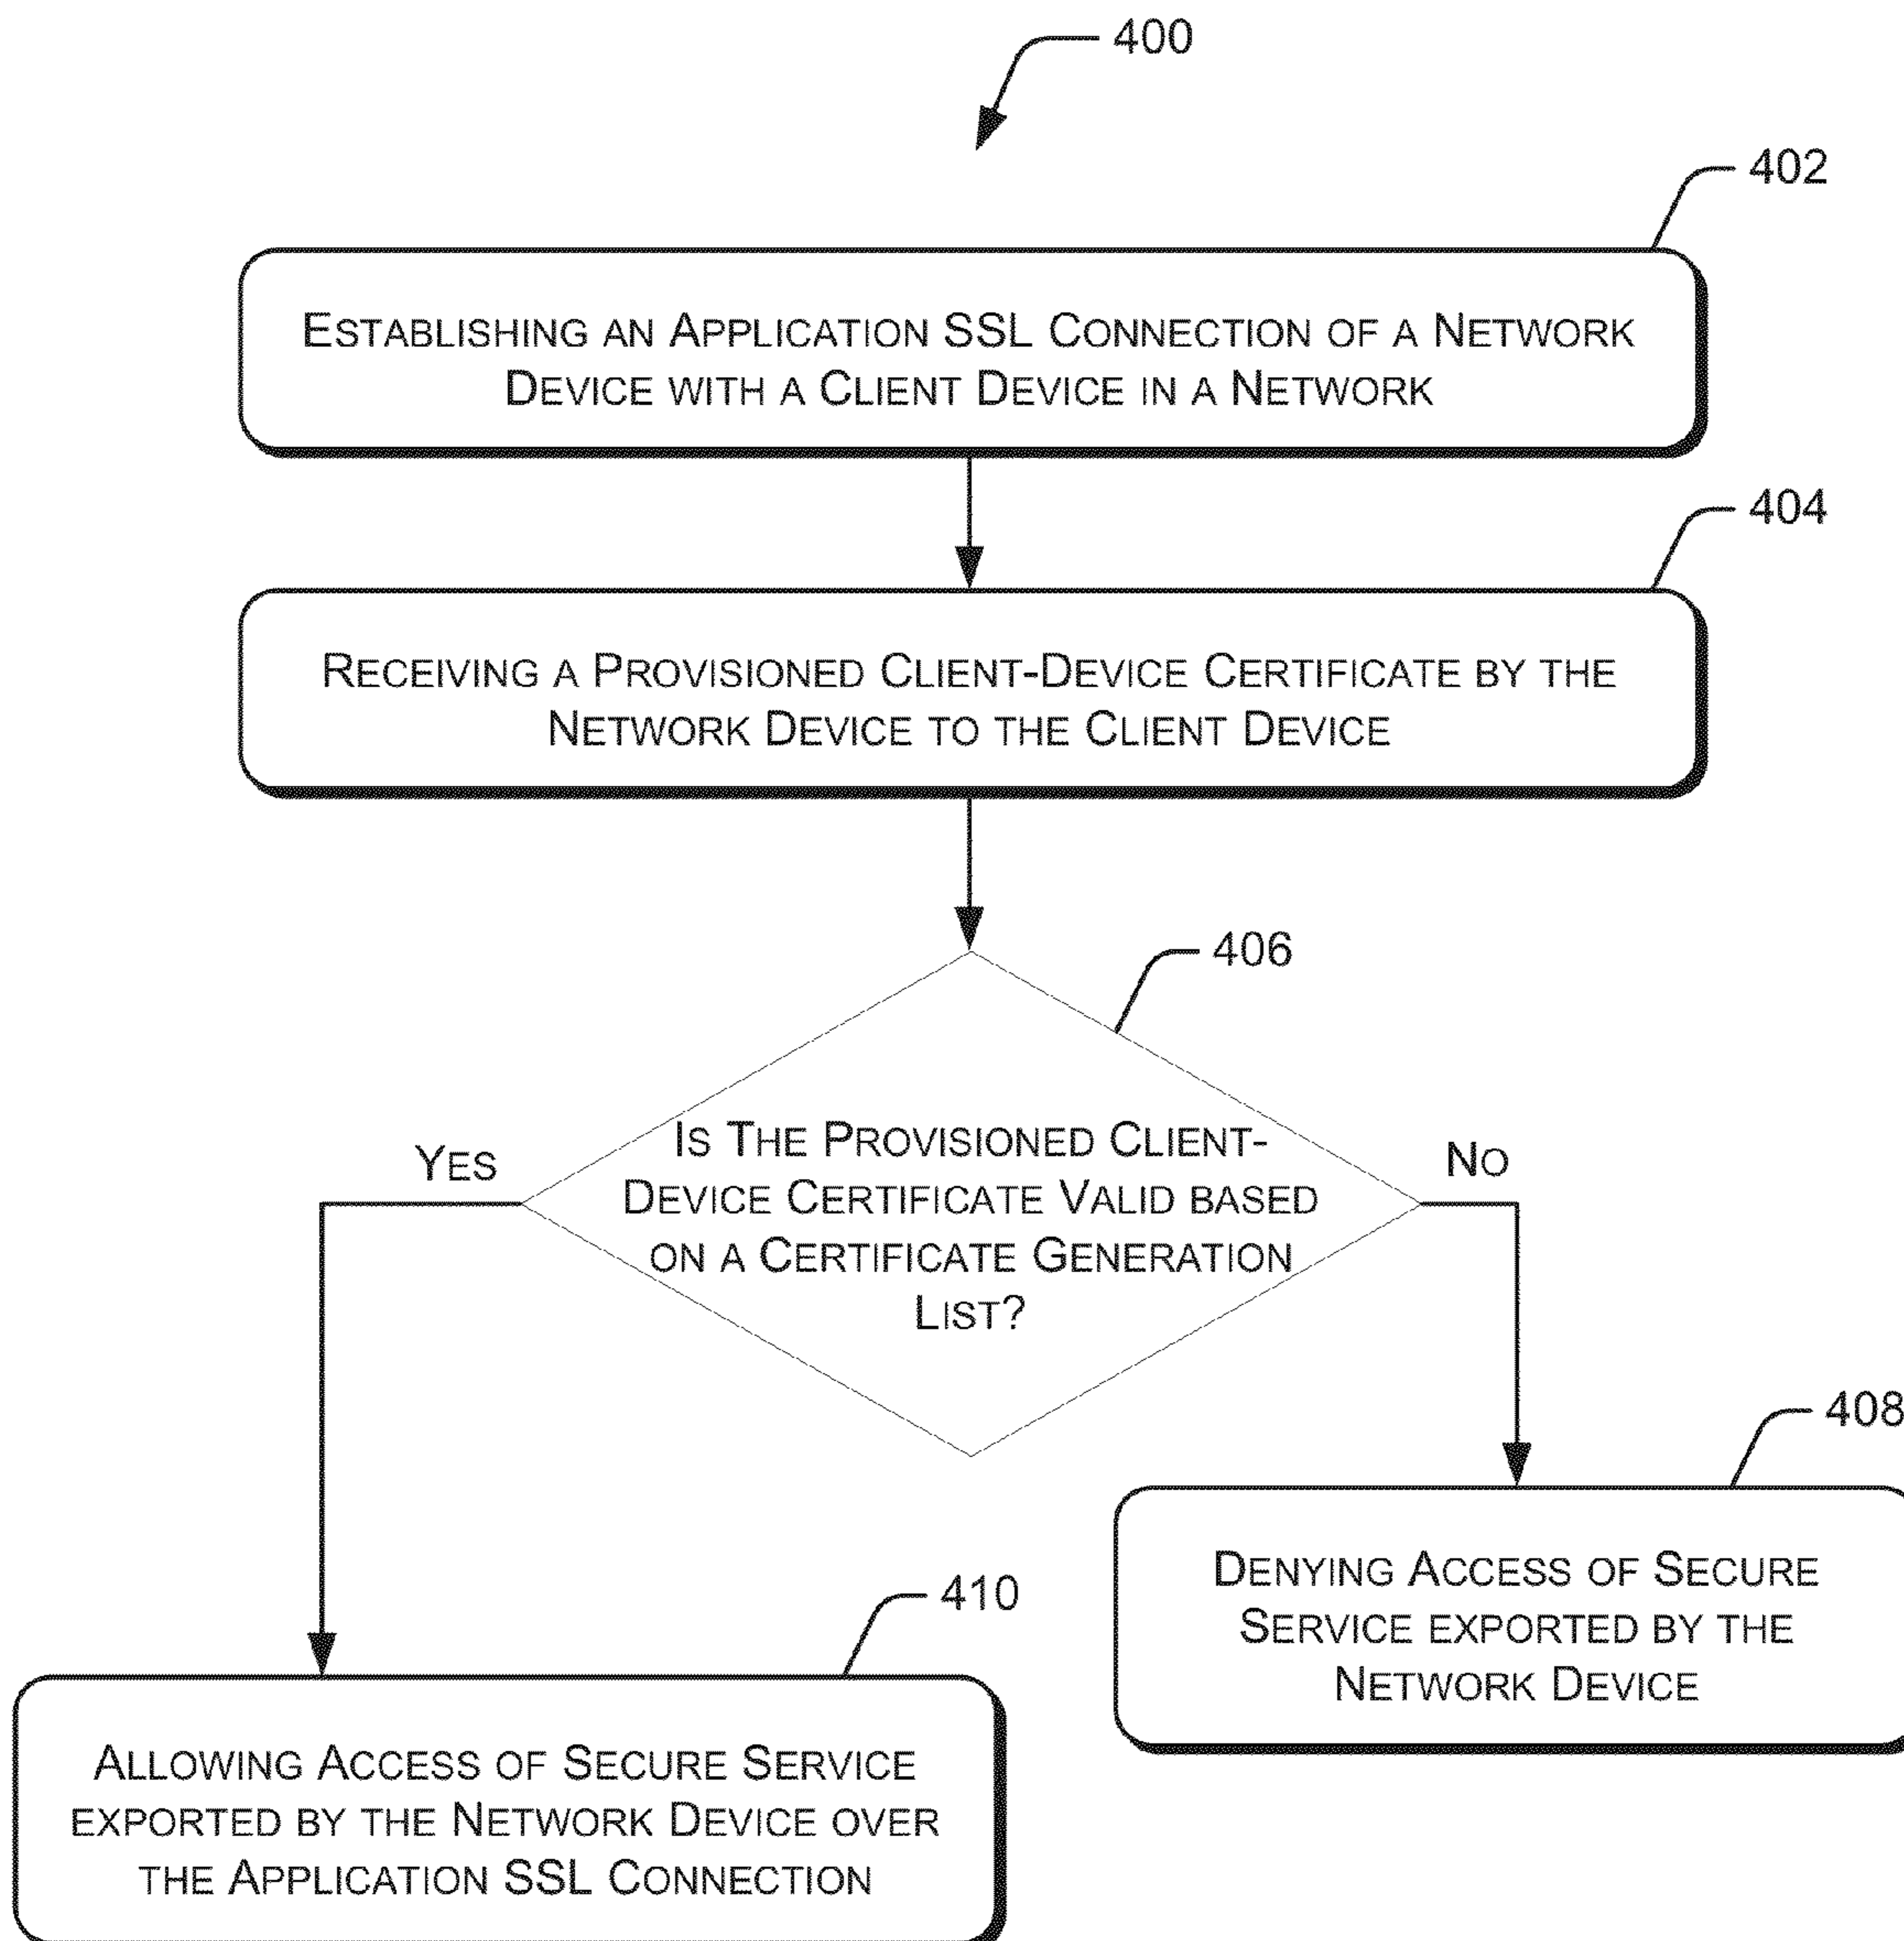 400
402
ESTABLISHING AN APPLICATION SSL CONNECTION OF A NETWORK
DEVICE WITH A CLIENT DEVICE IN A NETWORK
404
RECEIVING A PROVISIONED CLIENT-DEVICE CERTIFICATE BY THE
NETWORK DEVICE TO THE CLIENT DEVICE
406
IS THE PROVISIONED CLIENT-
DEVICE CERTIFICATE VALID BASED
ON A CERTIFICATE GENERATION
LIST?
YES
NO
408
DENYING ACCESS OF SECURE
SERVICE EXPORTED BY THE
NETWORK DEVICE
410
ALLOWING ACCESS OF SECURE SERVICE
EXPORTED BY THE NETWORK DEVICE OVER
THE APPLICATION SSL CONNECTION